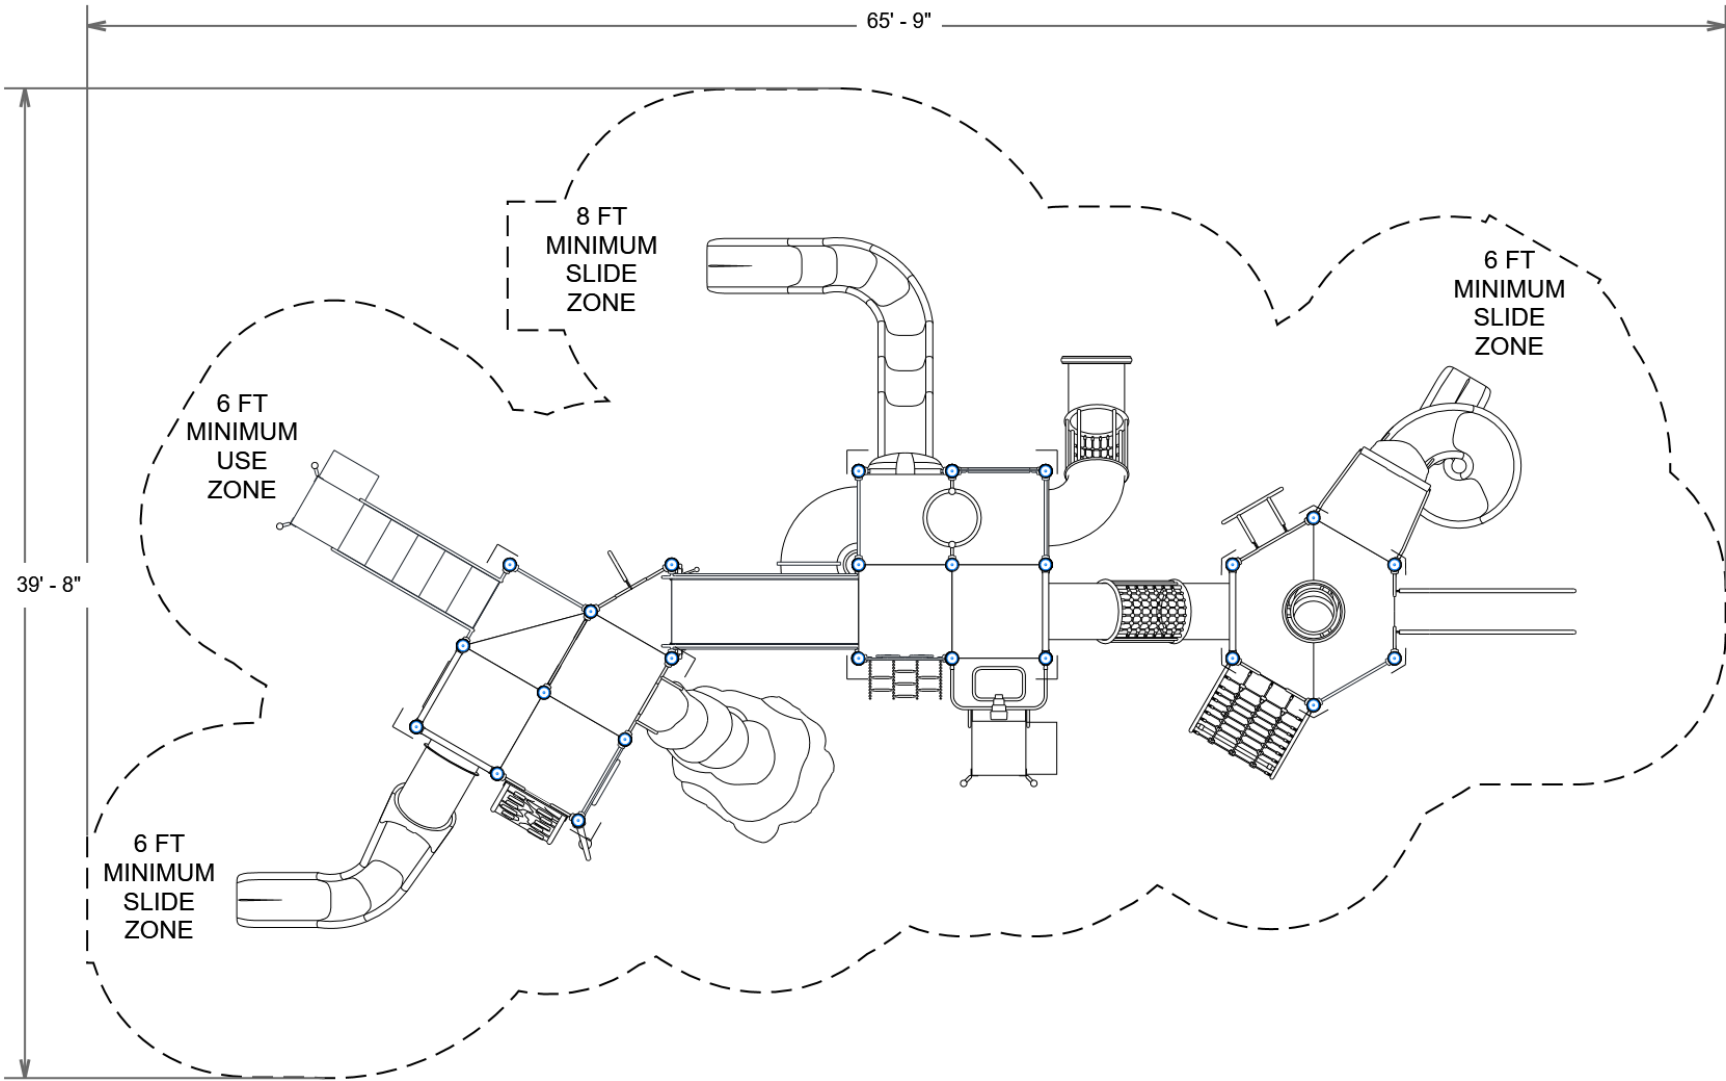 65' - 9"
8 FT
MINIMUM
SLIDE
ZONE
6 FT
MINIMUM
SLIDE
ZONE
6 FT
MINIMUM
USE
ZONE
39' - 8"
6 FT
MINIMUM
SLIDE
ZONE